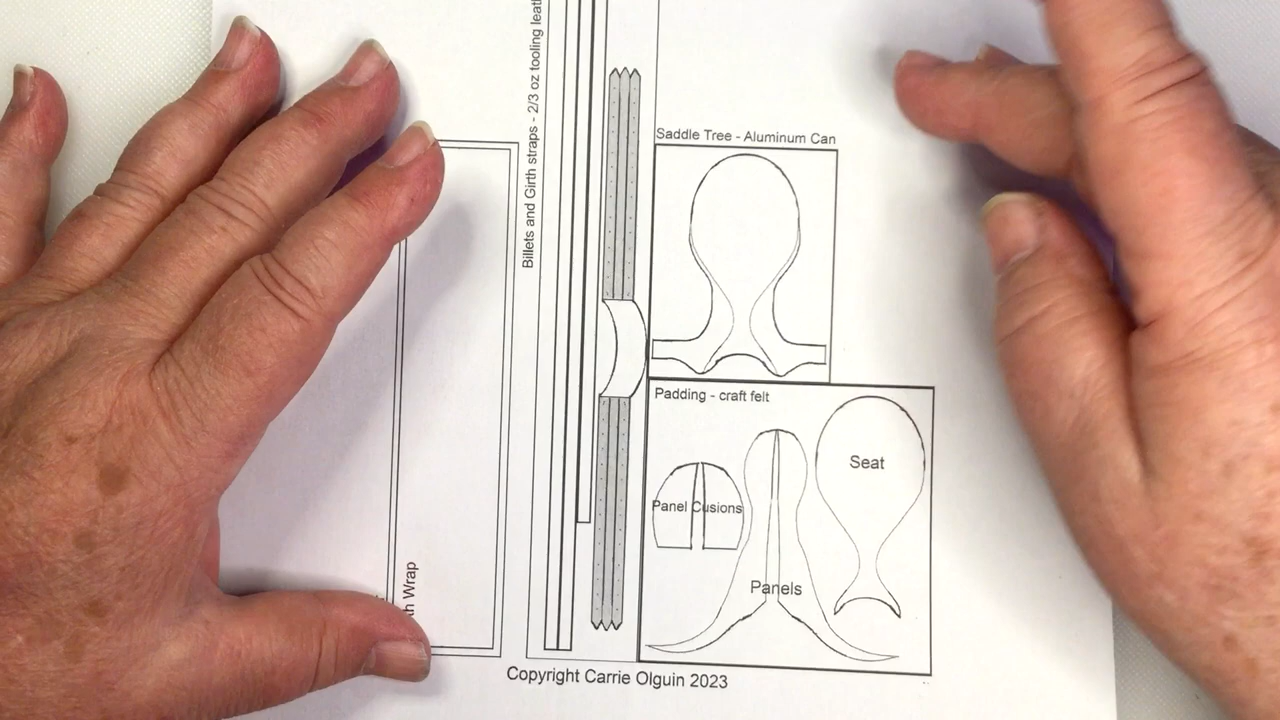 Billets and Girth straps - 2/3 oz tooling
Saddle Tree - Aluminum Can
Padding - craft felt
Seat
Panel Cusions
Panels
Wrap
Copyright Carrie Olguin 2023